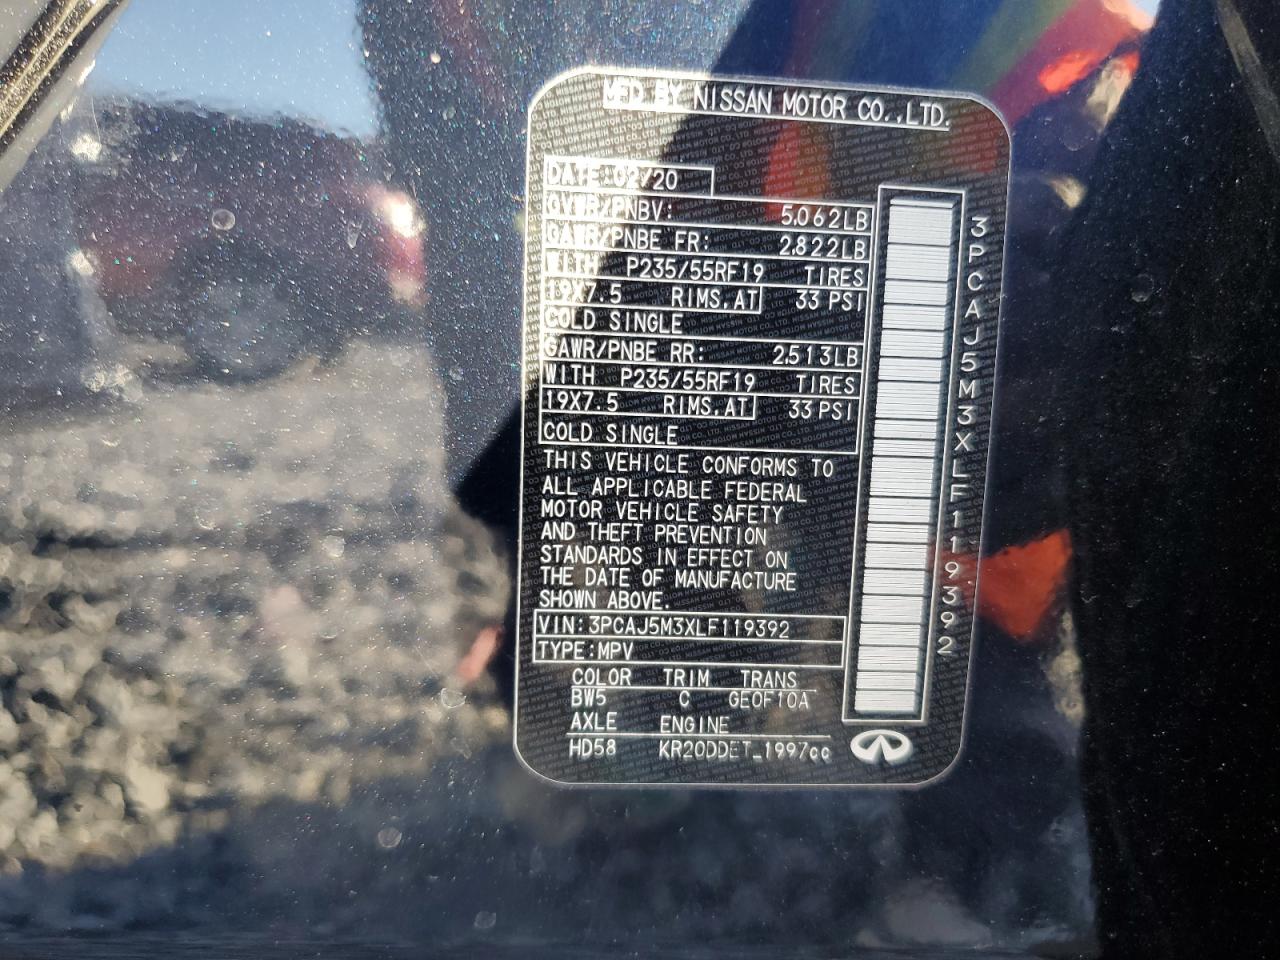 MFD BY NISSAN MOTOR CO.,LTD.
DATE:02/20
GVWR/PNBV: 5,062LB
GAWR/PNBE FR: 2,822LB
WITH P235/55RF19 TIRES
19X7.5 RIMS,AT 33 PSI
COLD SINGLE
GAWR/PNBE RR: 2,513LB
WITH P235/55RF19 TIRES
19X7.5 RIMS,AT 33 PSI
COLD SINGLE
THIS VEHICLE CONFORMS TO
ALL APPLICABLE FEDERAL
MOTOR VEHICLE SAFETY
AND THEFT PREVENTION
STANDARDS IN EFFECT ON
THE DATE OF MANUFACTURE
SHOWN ABOVE.
VIN:3PCAJ5M3XLF119392
TYPE:MPV
COLOR TRIM TRANS
BW5 C GE0F10A
AXLE ENGINE
HD58 KR20DDET_1997cc
3PCAJ5M3XLF119392